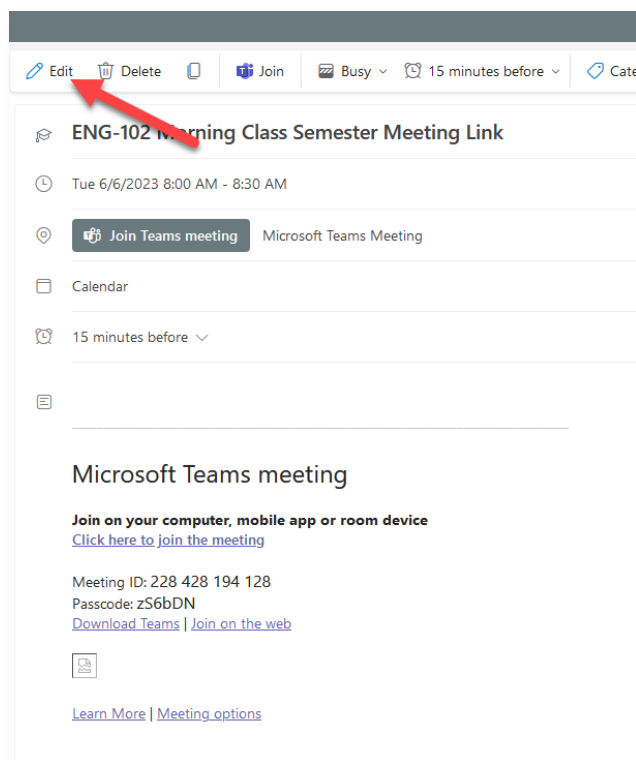 Edit Delete Join Busy 15 minutes before Cate
ENG-102 Morning Class Semester Meeting Link
Tue 6/6/2023 8:00 AM - 8:30 AM
Join Teams meeting Microsoft Teams Meeting
Calendar
15 minutes before
Microsoft Teams meeting
Join on your computer, mobile app or room device
Click here to join the meeting
Meeting ID: 228 428 194 128
Passcode: zS6bDN
Download Teams | Join on the web
Learn More | Meeting options